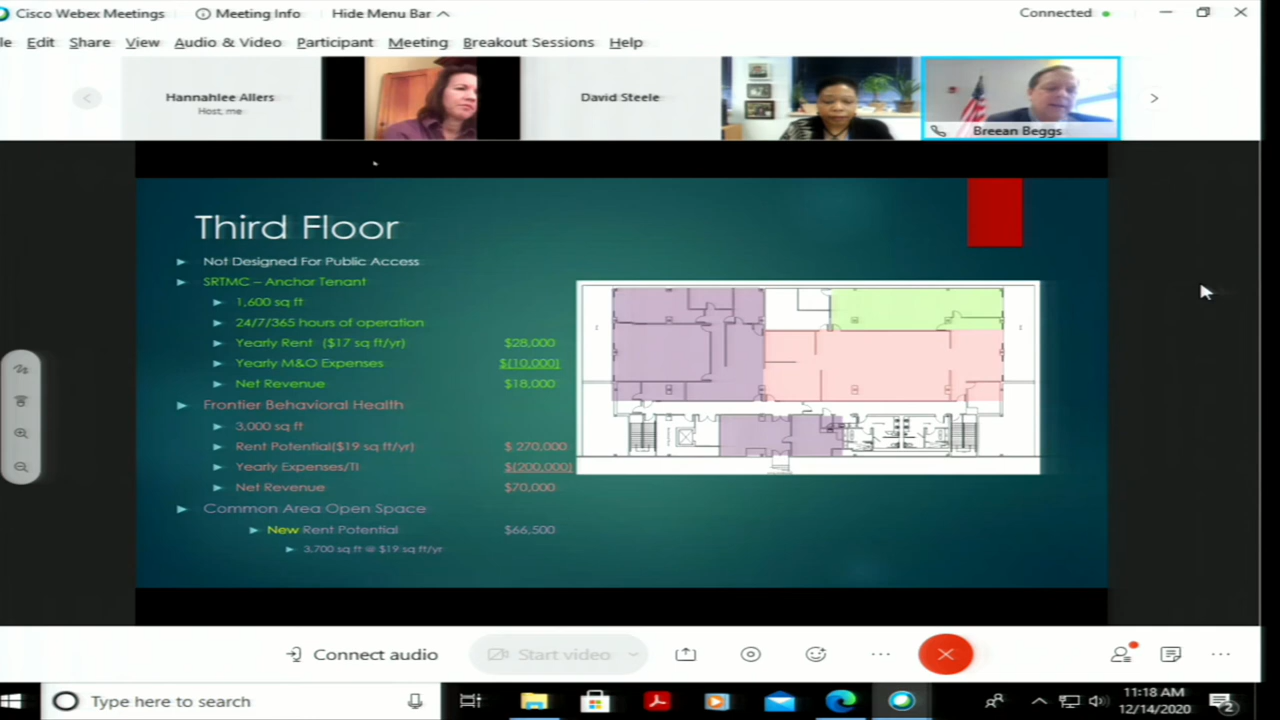 Cisco Webex Meetings
Meeting Info
Hide Menu Bar
Connected
le Edit Share View Audio & Video Participant Meeting Breakout Sessions Help
Hannahlee Allers
Host, me
David Steele
Breean Beggs
Third Floor
Not Designed For Public Access
SRTMC – Anchor Tenant
1,600 sq ft
24/7/365 hours of operation
Yearly Rent ($17 sq ft/yr) $28,000
Yearly M&O Expenses $(10,000)
Net Revenue $18,000
Frontier Behavioral Health
3,000 sq ft
Rent Potential($19 sq ft/yr) $ 270,000
Yearly Expenses/TI $(200,000)
Net Revenue $70,000
Common Area Open Space
New Rent Potential $66,500
3,700 sq ft @ $19 sq ft/yr
Connect audio
Start video
Type here to search
11:18 AM
12/14/2020
2